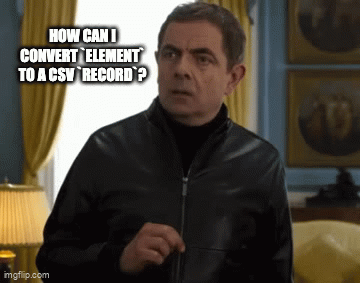 HOW CAN I
CONVERT `ELEMENT`
TO A CSV `RECORD`?
imgflip.com